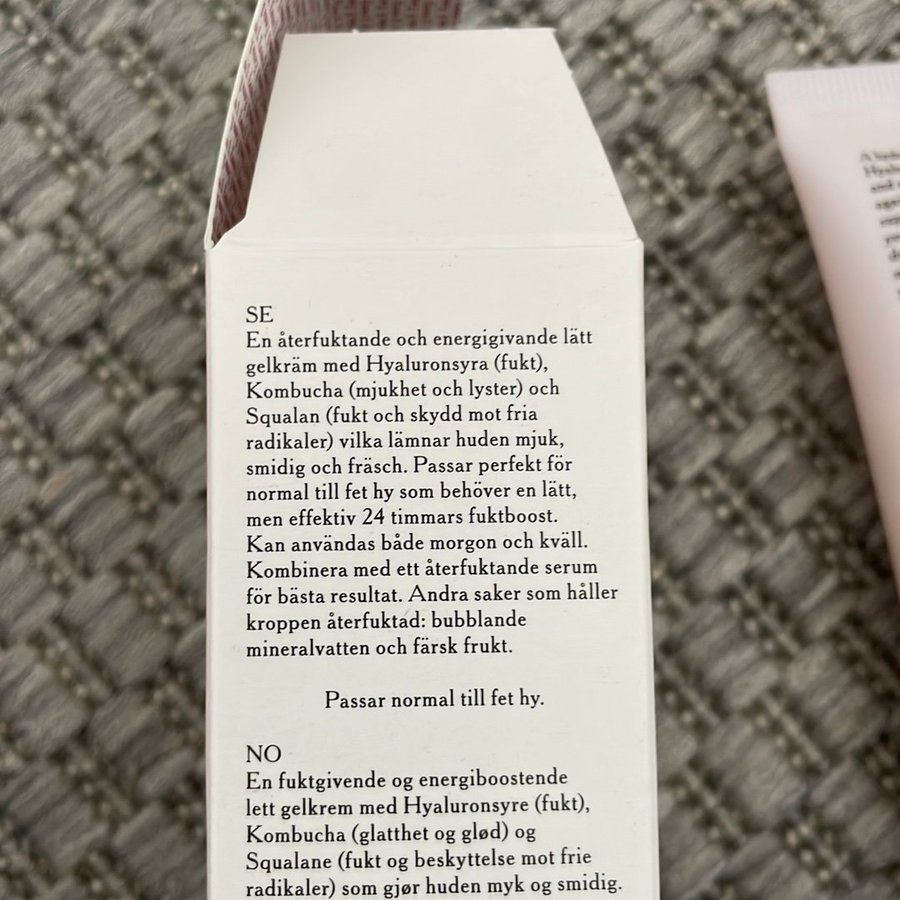 SE
En återfuktande och energigivande lätt
gelkräm med Hyaluronsyra (fukt),
Kombucha (mjukhet och lyster) och
Squalan (fukt och skydd mot fria
radikaler) vilka lämnar huden mjuk,
smidig och fräsch. Passar perfekt för
normal till fet hy som behöver en lätt,
men effektiv 24 timmars fuktboost.
Kan användas både morgon och kväll.
Kombinera med ett återfuktande serum
för bästa resultat. Andra saker som håller
kroppen återfuktad: bubblande
mineralvatten och färsk frukt.
Passar normal till fet hy.
NO
En fuktgivende og energiboostende
lett gelkrem med Hyaluronsyre (fukt),
Kombucha (glatthet og glød) og
Squalane (fukt og beskyttelse mot frie
radikaler) som gjør huden myk og smidig.